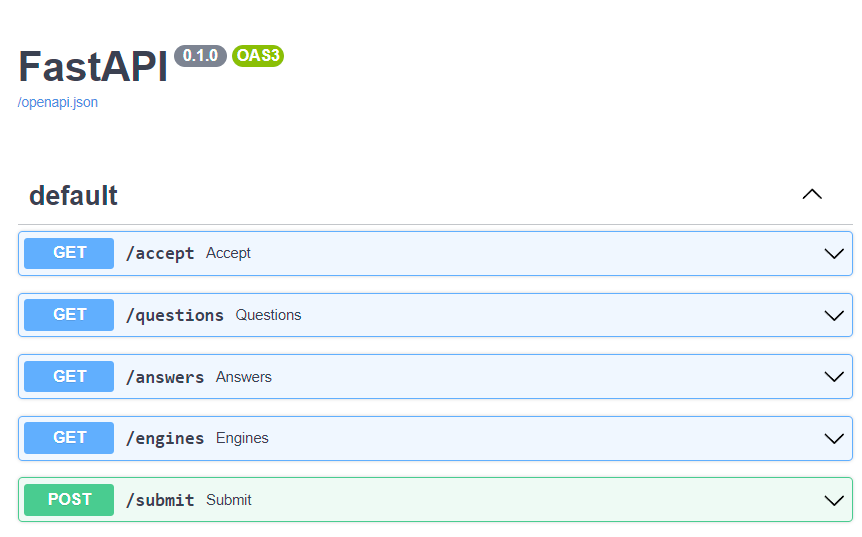 FastAPI 0.1.0 OAS3
/openapi.json
default
GET /accept Accept
GET /questions Questions
GET /answers Answers
GET /engines Engines
POST /submit Submit